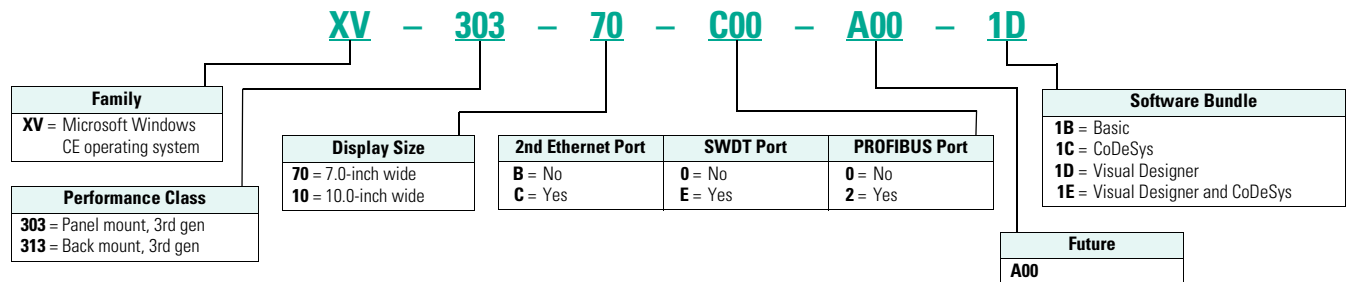 XV – 303 – 70 – C00 – A00 – 1D
Family
XV = Microsoft Windows
CE operating system
Performance Class
303 = Panel mount, 3rd gen
313 = Back mount, 3rd gen
Display Size
70 = 7.0-inch wide
10 = 10.0-inch wide
2nd Ethernet Port
B = No
C = Yes
SWDT Port
0 = No
E = Yes
PROFIBUS Port
0 = No
2 = Yes
Future
A00
Software Bundle
1B = Basic
1C = CoDeSys
1D = Visual Designer
1E = Visual Designer and CoDeSys